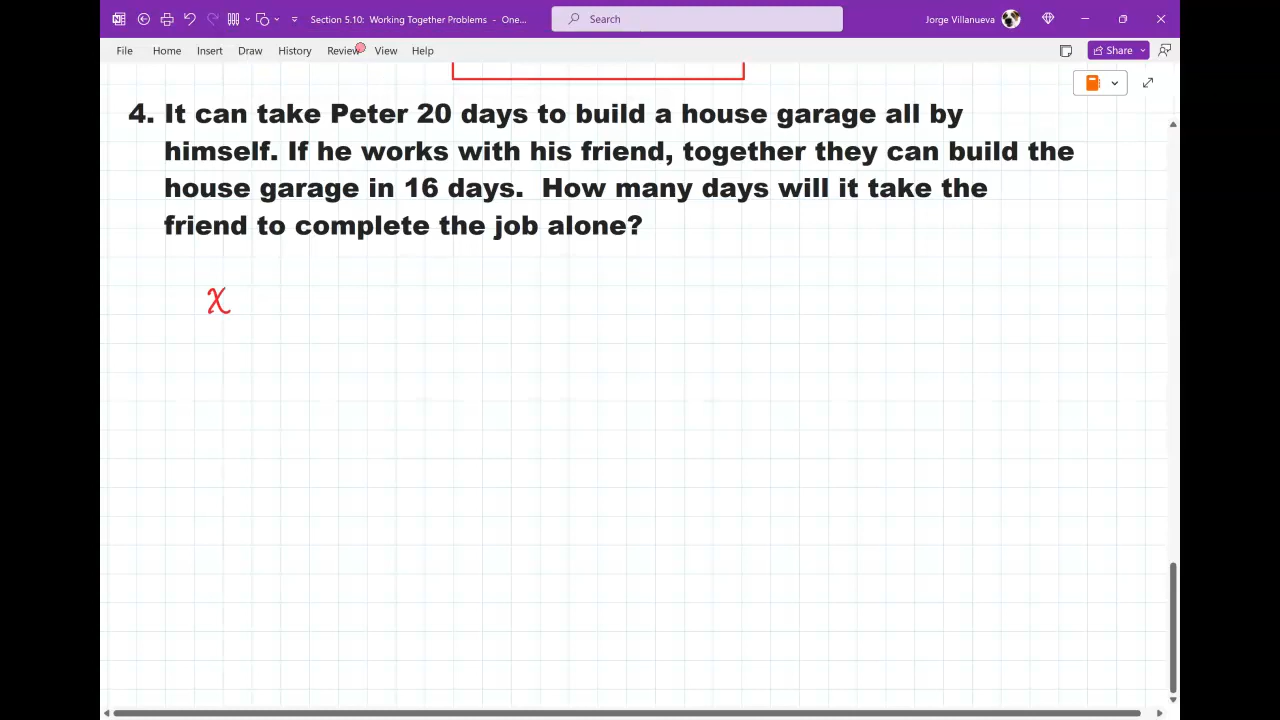 Section 5.10: Working Together Problems - One...
Search
Jorge Villanueva
File Home Insert Draw History Review View Help
Share
4. It can take Peter 20 days to build a house garage all by
himself. If he works with his friend, together they can build the
house garage in 16 days. How many days will it take the
friend to complete the job alone?
x